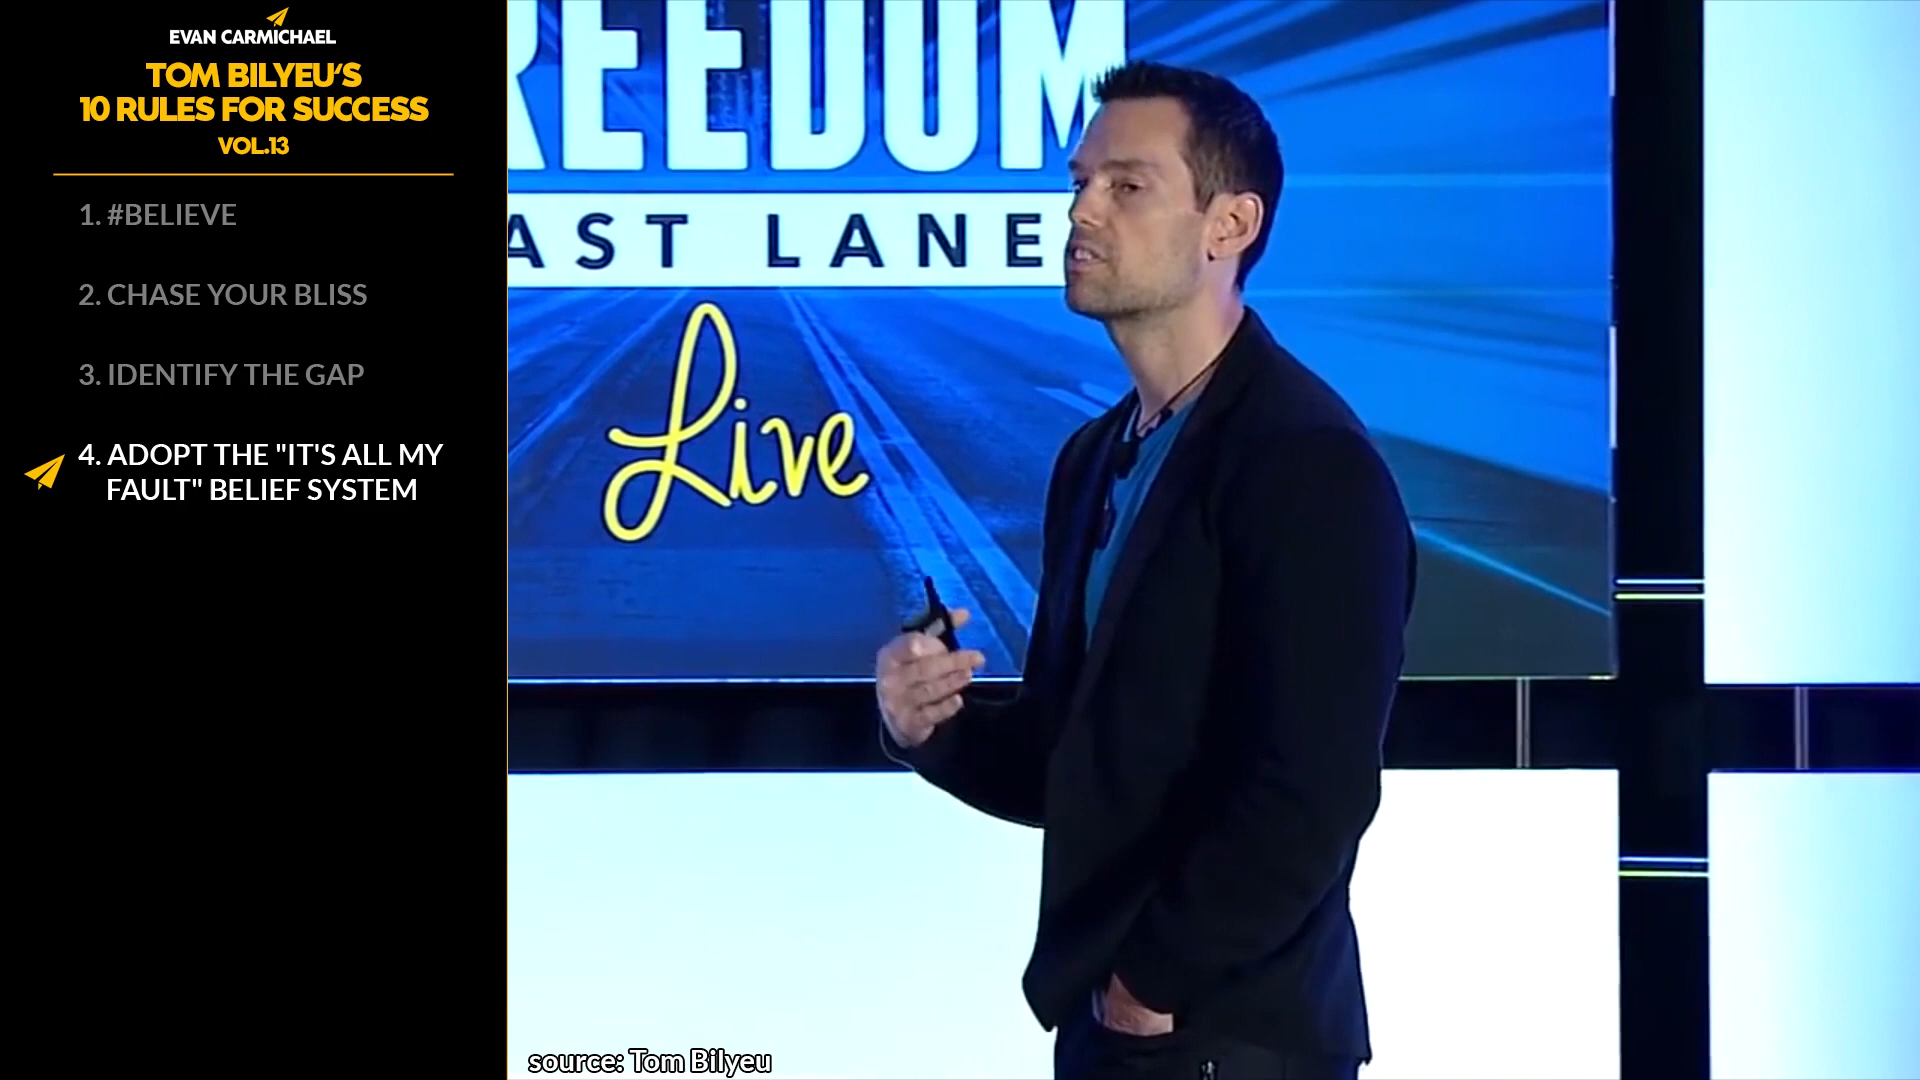 EVAN CARMICHAEL
TOM BILYEU'S
10 RULES FOR SUCCESS
VOL.13
1. #BELIEVE
2. CHASE YOUR BLISS
3. IDENTIFY THE GAP
4. ADOPT THE "IT'S ALL MY
FAULT" BELIEF SYSTEM
REEDOM
AST LANE
Live
source: Tom Bilyeu